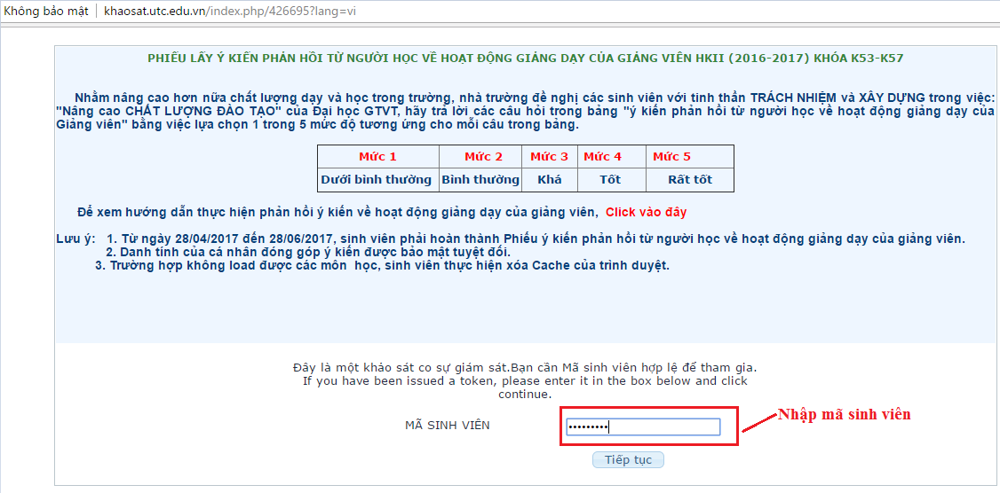 Không bảo mật | khaosat.utc.edu.vn/index.php/426695?lang=vi
PHIẾU LẤY Ý KIẾN PHẢN HỒI TỪ NGƯỜI HỌC VỀ HOẠT ĐỘNG GIẢNG DẠY CỦA GIẢNG VIÊN HKII (2016-2017) KHÓA K53-K57
Nhằm nâng cao hơn nữa chất lượng dạy và học trong trường, nhà trường đề nghị các sinh viên với tinh thần TRÁCH NHIỆM và XÂY DỰNG trong việc:
"Nâng cao CHẤT LƯỢNG ĐÀO TẠO" của Đại học GTVT, hãy trả lời các câu hỏi trong bảng "ý kiến phản hồi từ người học về hoạt động giảng dạy của
Giảng viên" bằng việc lựa chọn 1 trong 5 mức độ tương ứng cho mỗi câu trong bảng.
Mức 1 Mức 2 Mức 3 Mức 4 Mức 5
Dưới bình thường Bình thường Khá Tốt Rất tốt
Để xem hướng dẫn thực hiện phản hồi ý kiến về hoạt động giảng dạy của giảng viên, Click vào đây
Lưu ý: 1. Từ ngày 28/04/2017 đến 28/06/2017, sinh viên phải hoàn thành Phiếu ý kiến phản hồi từ người học về hoạt động giảng dạy của giảng viên.
2. Danh tính của cá nhân đóng góp ý kiến được bảo mật tuyệt đối.
3. Trường hợp không load được các môn học, sinh viên thực hiện xóa Cache của trình duyệt.
Đây là một khảo sát co sự giám sát.Bạn cần Mã sinh viên hợp lệ để tham gia.
If you have been issued a token, please enter it in the box below and click
continue.
MÃ SINH VIÊN •••••••••
Nhập mã sinh viên
Tiếp tục